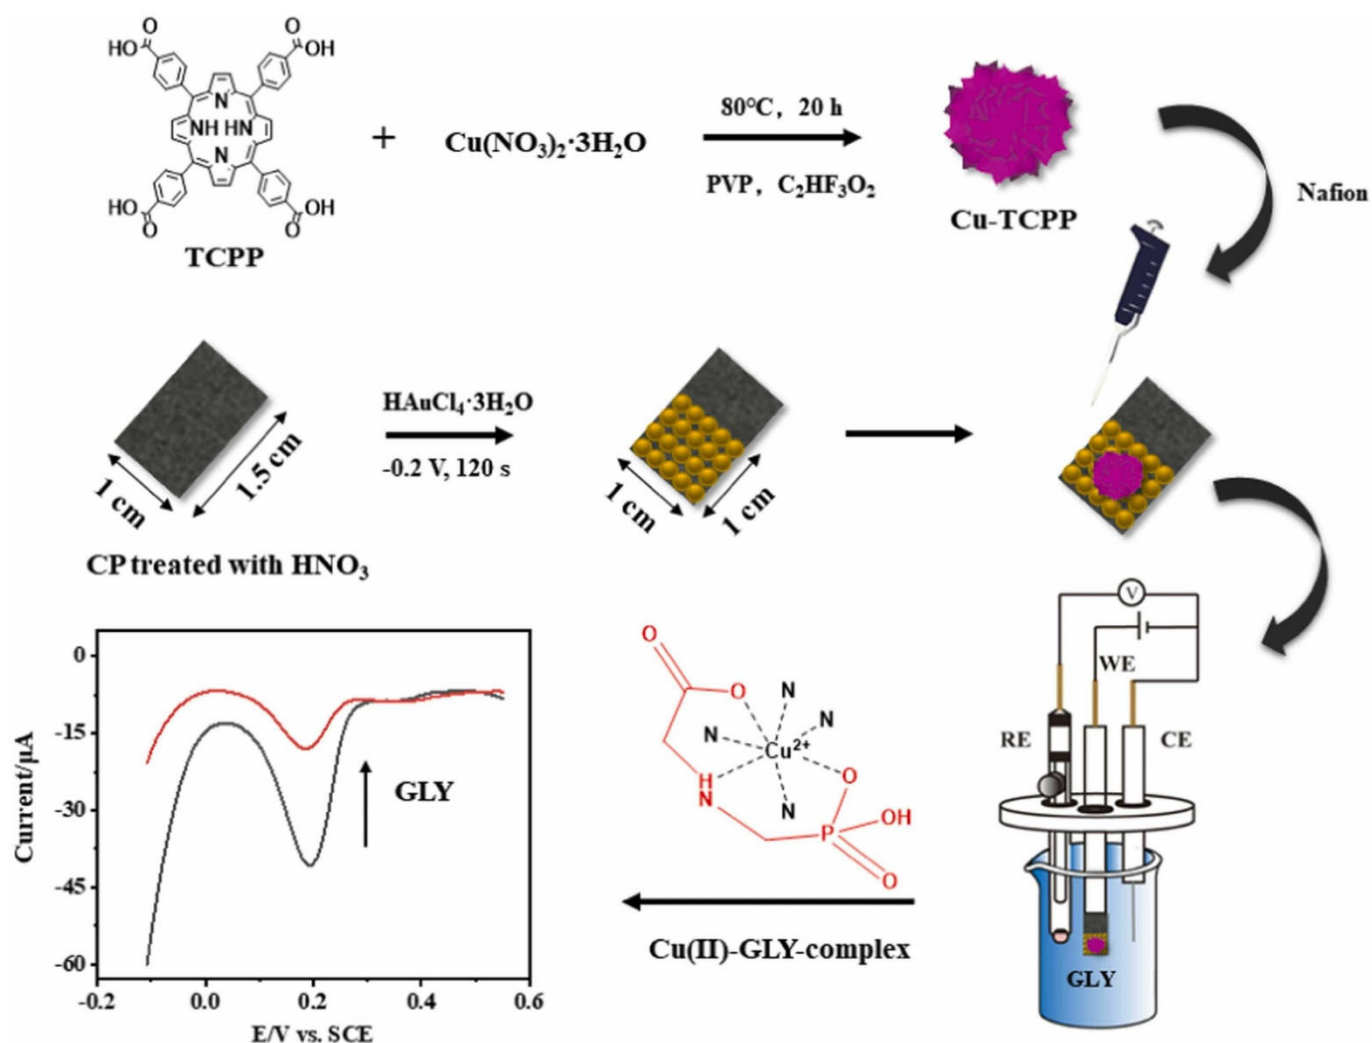 O
HO
O
OH
N
NH HN
N
HO
O
OH
O
TCPP
+
Cu(NO₃)₂·3H₂O
80°C, 20 h
PVP, C₂HF₃O₂
Cu-TCPP
Nafion
1 cm
1.5 cm
CP treated with HNO₃
HAuCl₄·3H₂O
-0.2 V, 120 s
1 cm
1 cm
Current/μA
0
-15
-30
-45
-60
-0.2
0.0
0.2
0.4
0.6
E/V vs. SCE
GLY
O
O
N
N
N
Cu²⁺
H
N
N
O
P
OH
O
Cu(II)-GLY-complex
V
WE
RE
CE
GLY